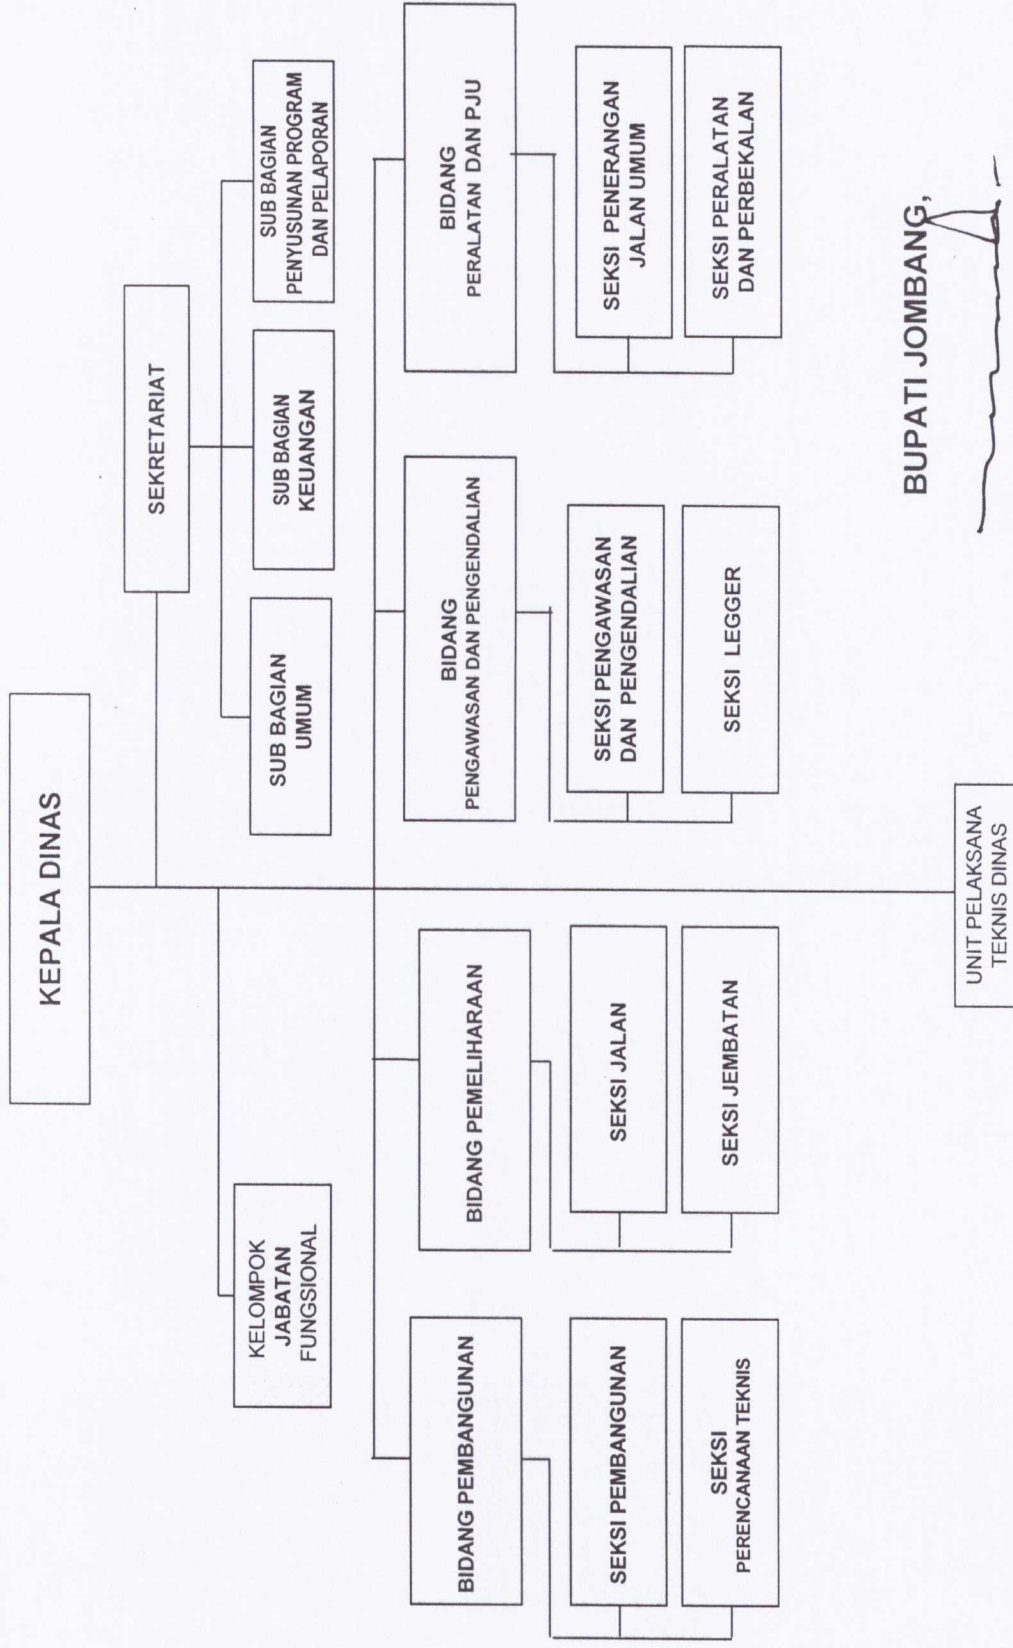 KEPALA DINAS
SEKRETARIAT
KELOMPOK
JABATAN
FUNGSIONAL
SUB BAGIAN
UMUM
SUB BAGIAN
KEUANGAN
SUB BAGIAN
PENYUSUNAN PROGRAM
DAN PELAPORAN
BIDANG PEMBANGUNAN
BIDANG PEMELIHARAAN
BIDANG
PENGAWASAN DAN PENGENDALIAN
BIDANG
PERALATAN DAN PJU
SEKSI PEMBANGUNAN
SEKSI JALAN
SEKSI PENGAWASAN
DAN PENGENDALIAN
SEKSI PENERANGAN
JALAN UMUM
SEKSI
PERENCANAAN TEKNIS
SEKSI JEMBATAN
SEKSI LEGGER
SEKSI PERALATAN
DAN PERBEKALAN
UNIT PELAKSANA
TEKNIS DINAS
BUPATI JOMBANG,